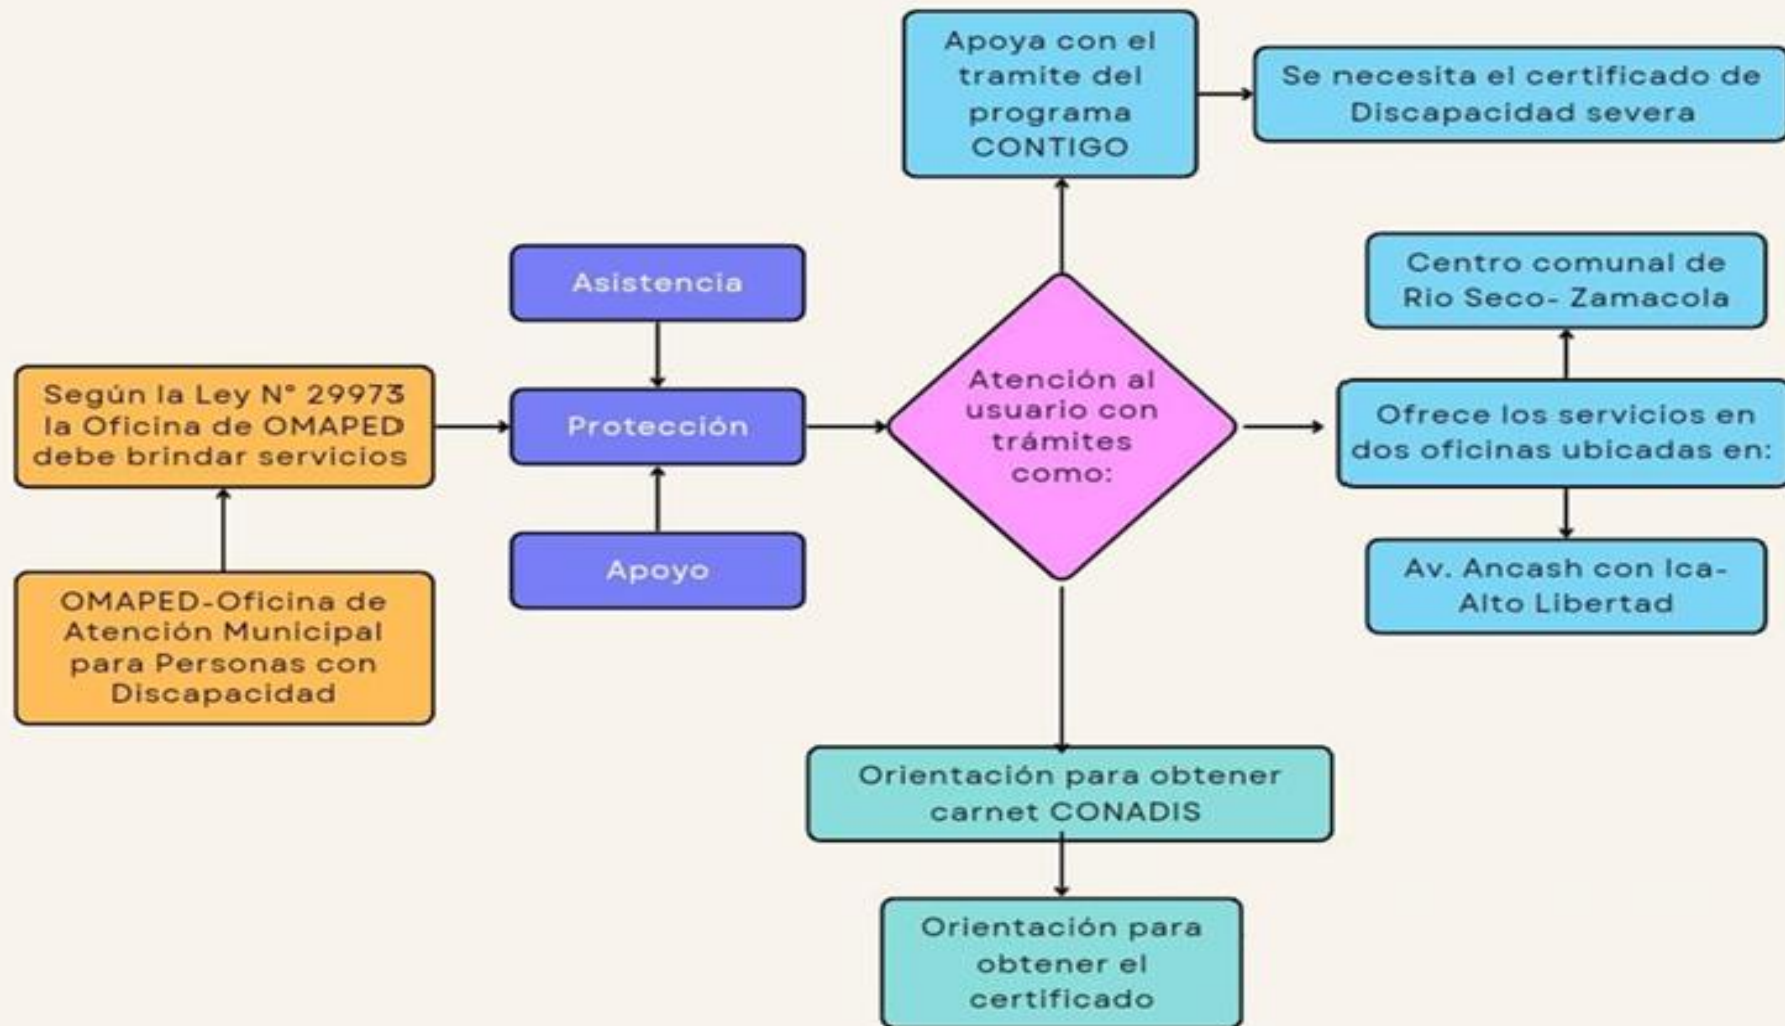 Apoya con el
tramite del
programa
CONTIGO
Se necesita el certificado de
Discapacidad severa
Asistencia
Centro comunal de
Rio Seco- Zamacola
Según la Ley N° 29973
la Oficina de OMAPED
debe brindar servicios
Protección
Atención al
usuario con
trámites
como:
Ofrece los servicios en
dos oficinas ubicadas en:
Apoyo
Av. Ancash con Ica-
Alto Libertad
OMAPED-Oficina de
Atención Municipal
para Personas con
Discapacidad
Orientación para obtener
carnet CONADIS
Orientación para
obtener el
certificado